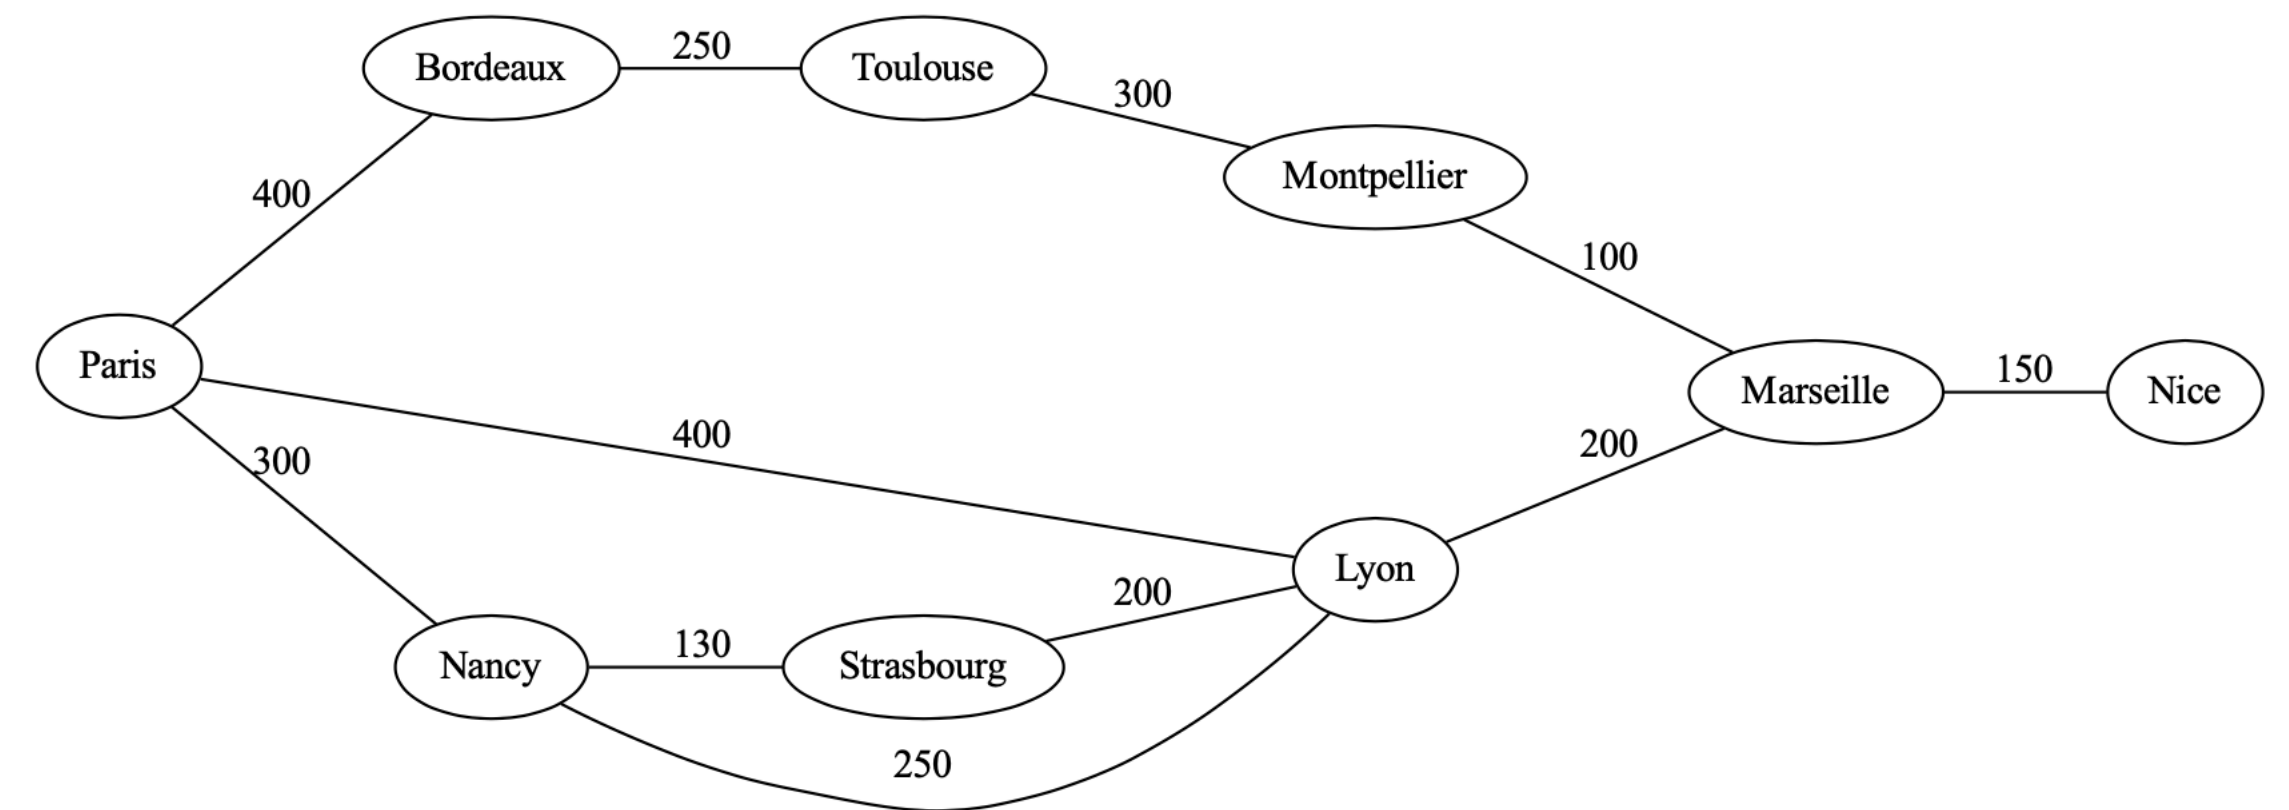 Bordeaux
250
Toulouse
300
Montpellier
400
100
Paris
Marseille
150
Nice
400
200
300
Lyon
200
Nancy
130
Strasbourg
250